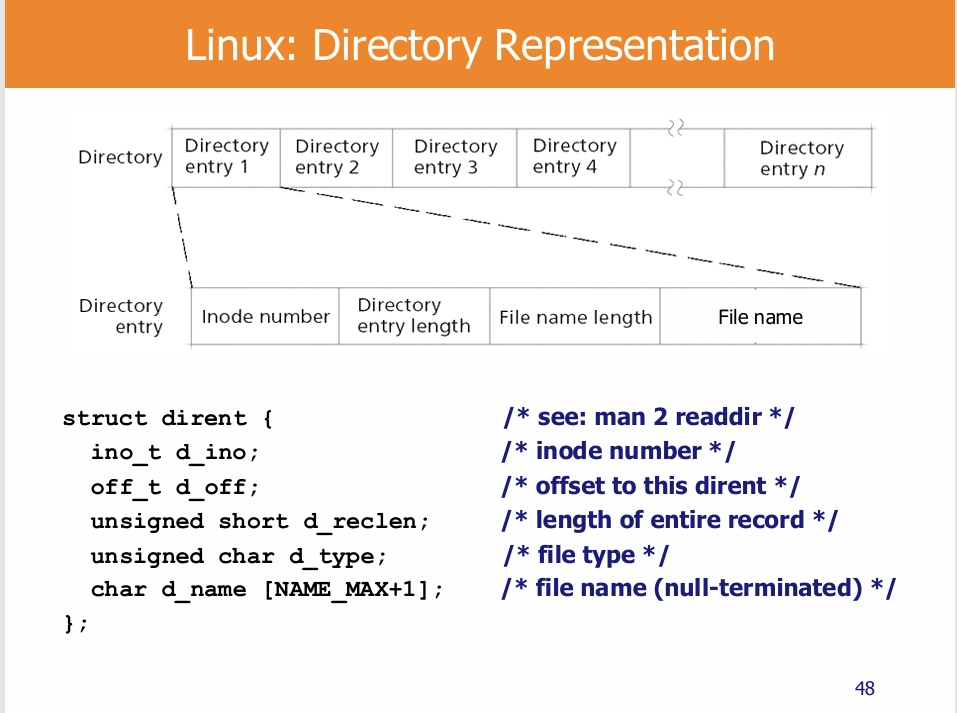 Linux: Directory Representation
Directory
Directory
entry 1
Directory
entry 2
Directory
entry 3
Directory
entry 4
Directory
entry n
Directory
entry
Inode number
Directory
entry length
File name length
File name
struct dirent { /* see: man 2 readdir */
ino_t d_ino; /* inode number */
off_t d_off; /* offset to this dirent */
unsigned short d_reclen; /* length of entire record */
unsigned char d_type; /* file type */
char d_name [NAME_MAX+1]; /* file name (null-terminated) */
};
48